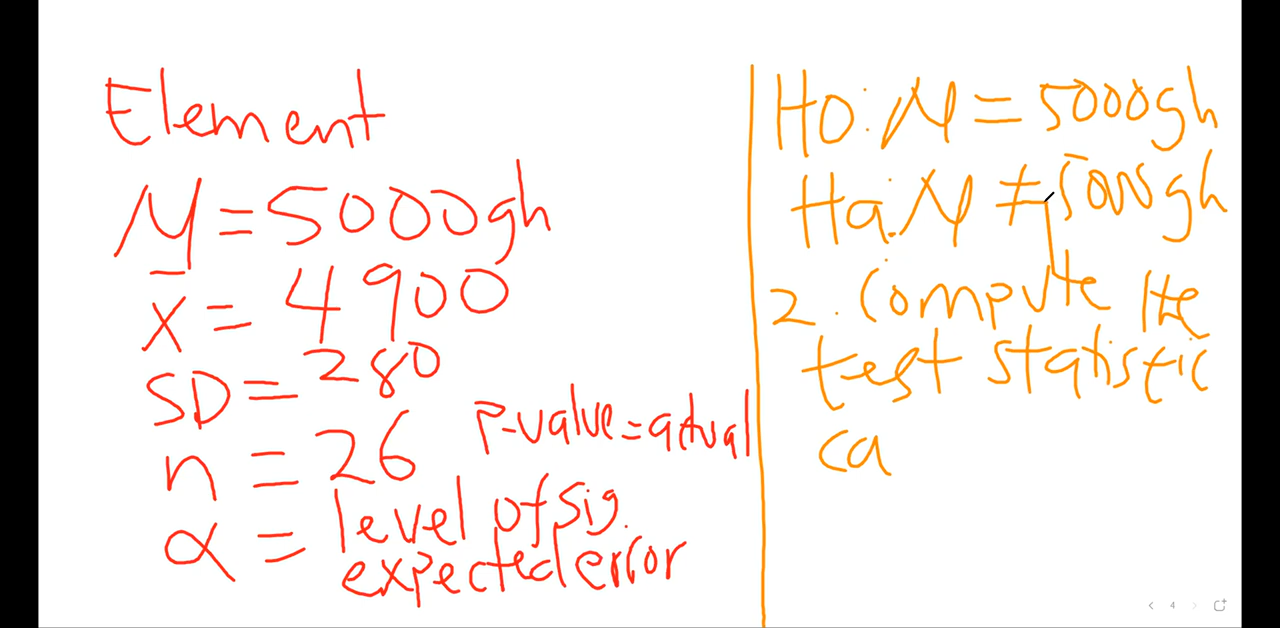 Element
M = 5000gh
x̄ = 4900
SD = 280
n = 26
p-value = actual
α = level of sig.
expected error
Ho: M = 5000gh
Ha: M ≠ 5000gh
2. Compute the
test statistic
ca
4